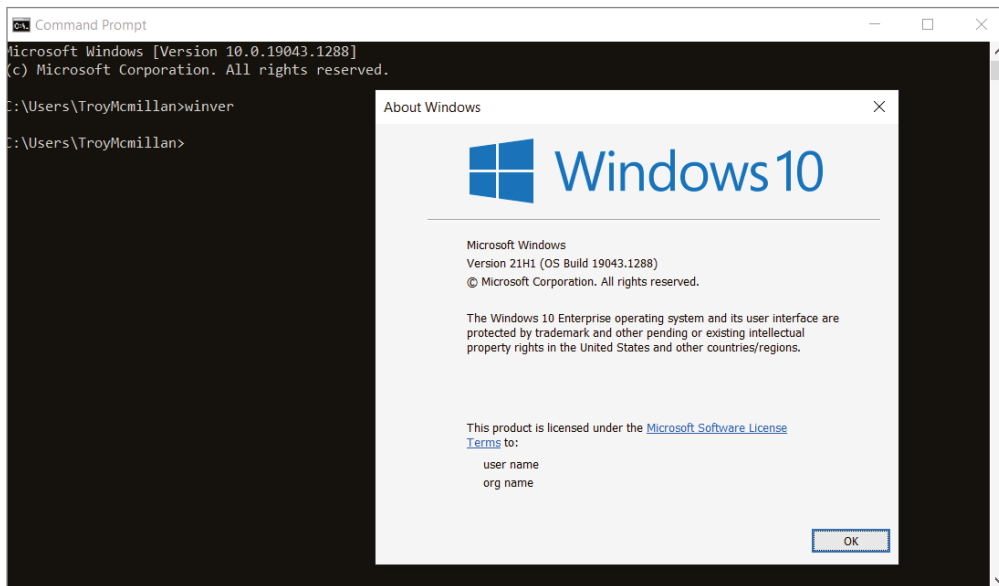 Command Prompt
Microsoft Windows [Version 10.0.19043.1288]
(c) Microsoft Corporation. All rights reserved.
C:\Users\TroyMcmillan>winver
C:\Users\TroyMcmillan>
About Windows
Windows 10
Microsoft Windows
Version 21H1 (OS Build 19043.1288)
© Microsoft Corporation. All rights reserved.
The Windows 10 Enterprise operating system and its user interface are
protected by trademark and other pending or existing intellectual
property rights in the United States and other countries/regions.
This product is licensed under the Microsoft Software License
Terms to:
user name
org name
OK